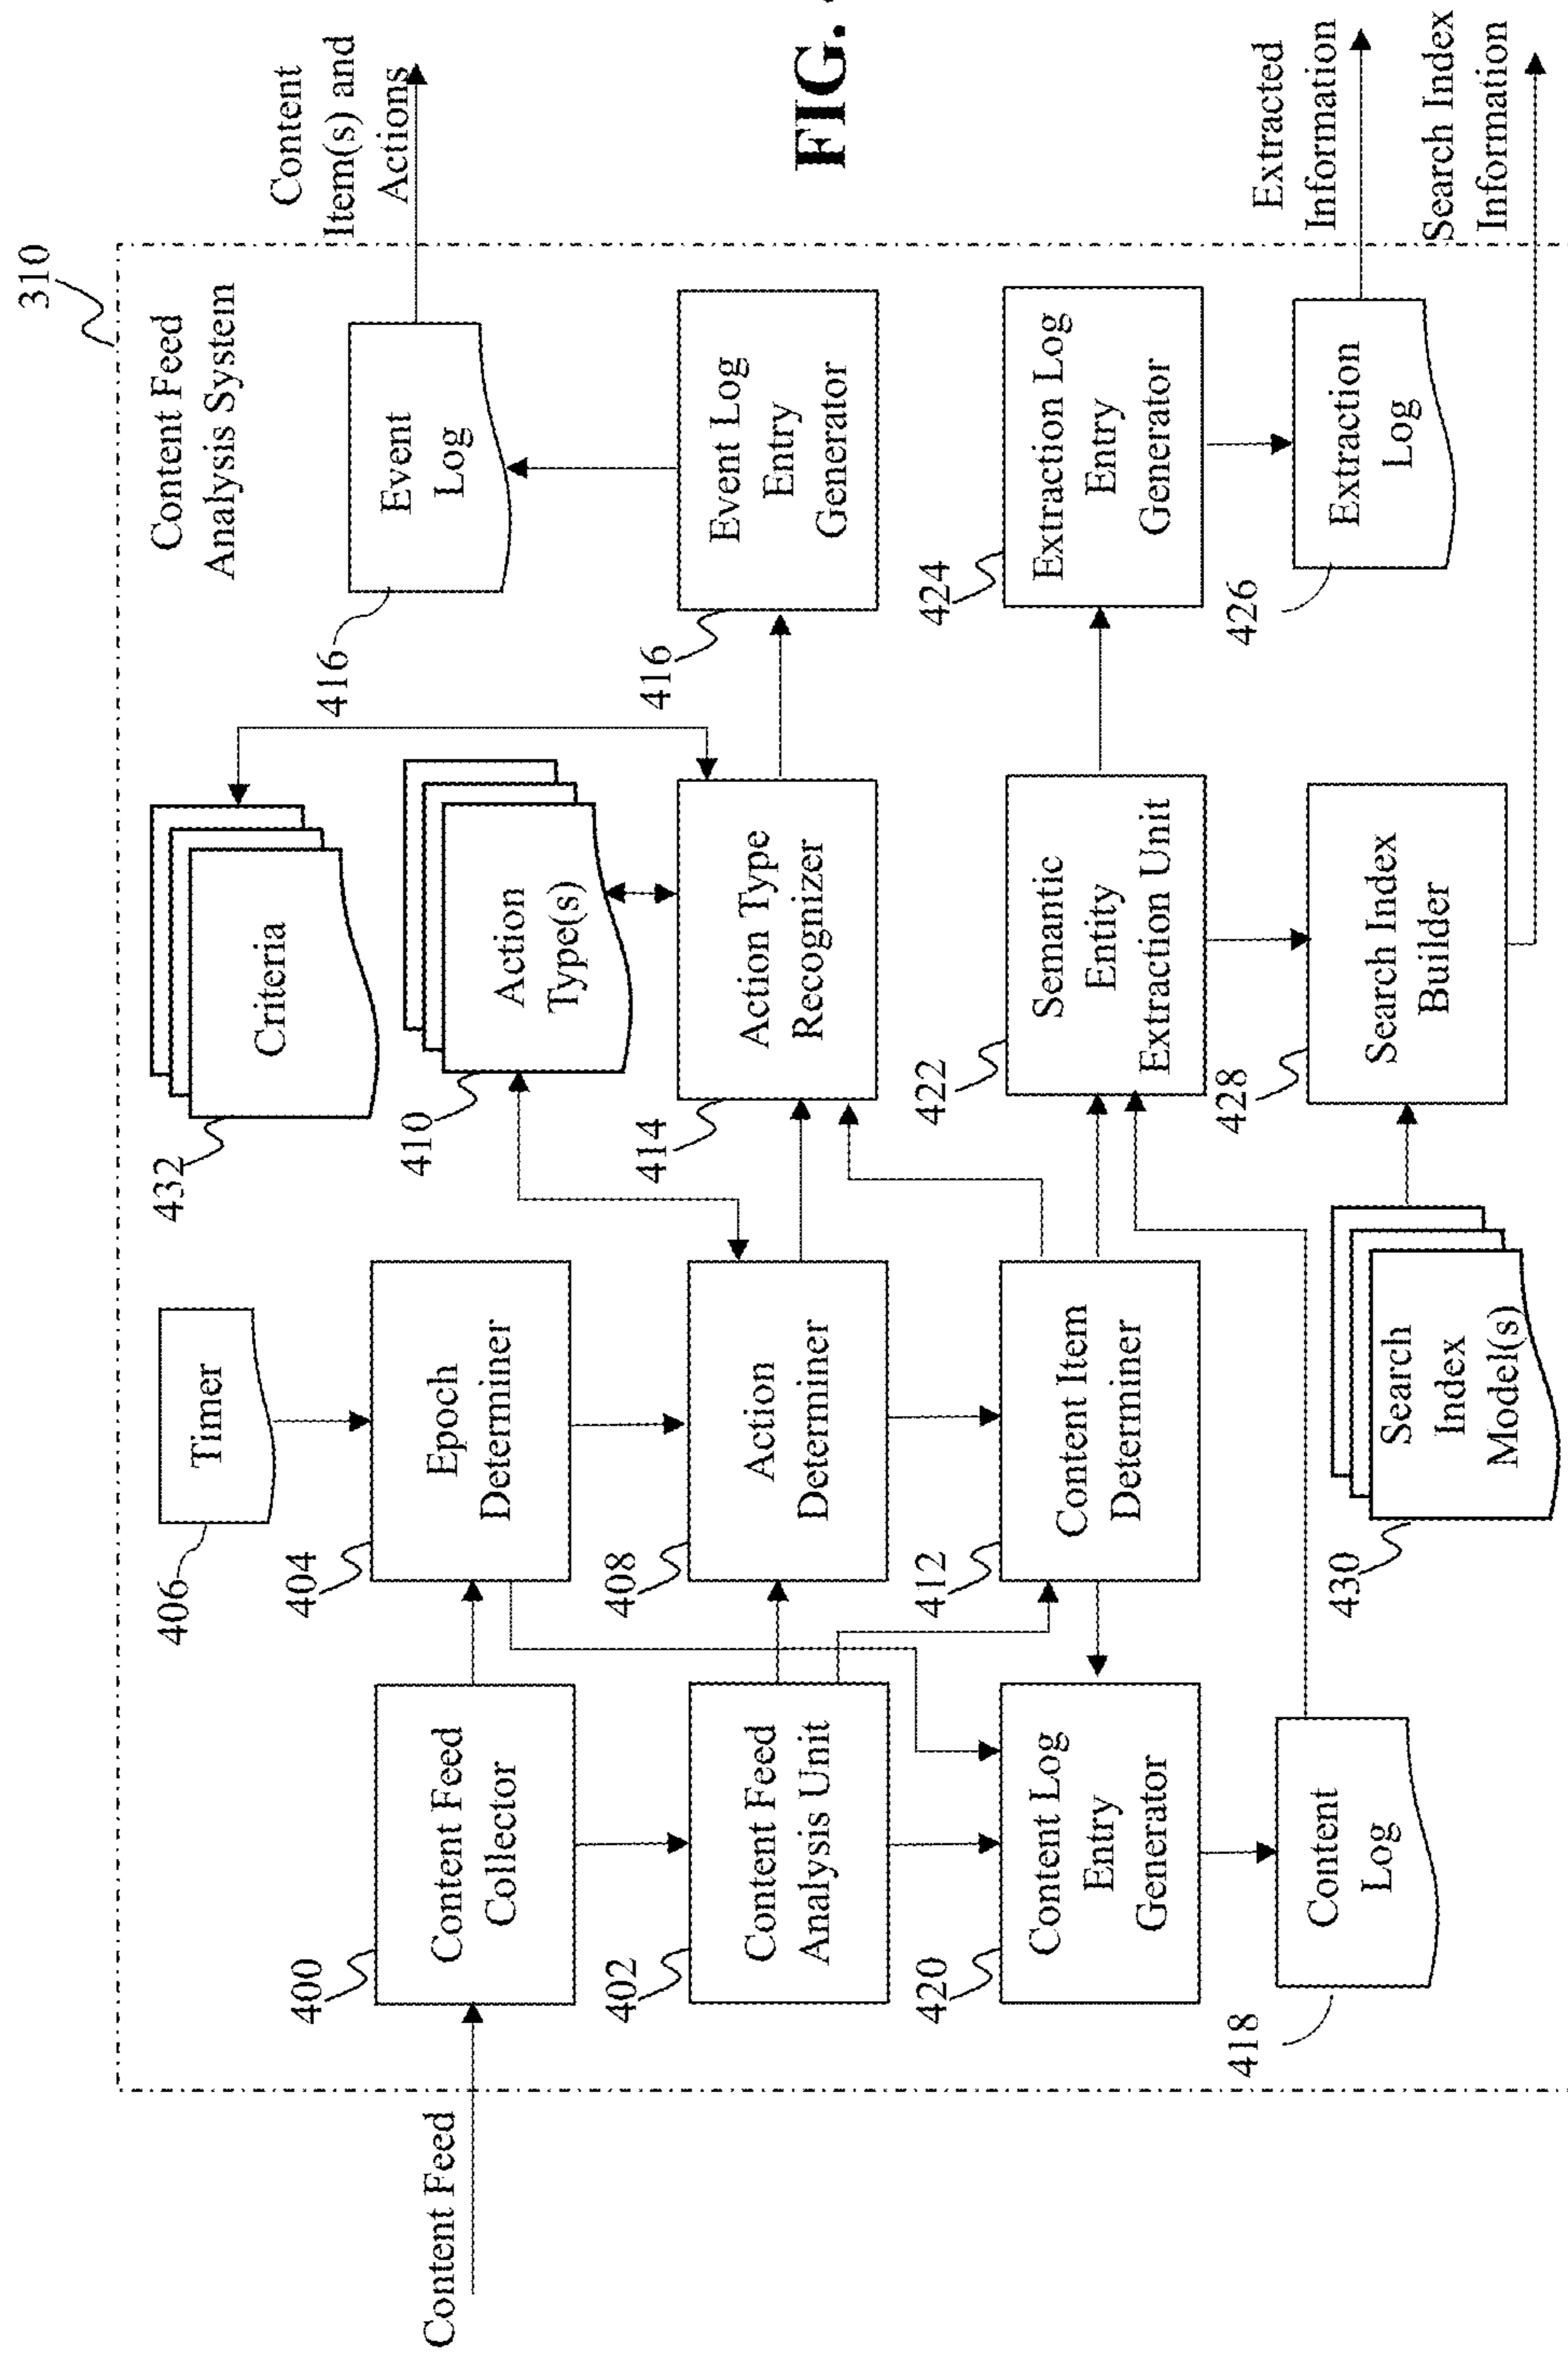 310
Content Feed
Analysis System
Content Feed
400
Content Feed
Collector
402
Content Feed
Analysis Unit
420
Content Log
Entry
Generator
418
Content
Log
406
Timer
404
Epoch
Determiner
408
Action
Determiner
412
Content Item
Determiner
430
Search
Index
Model(s)
432
Criteria
410
Action
Type(s)
414
Action Type
Recognizer
422
Semantic
Entity
Extraction Unit
428
Search Index
Builder
416
Event
Log
416
Event Log
Entry
Generator
424
Extraction Log
Entry
Generator
426
Extraction
Log
Content
Item(s) and
Actions
FIG.
Extracted
Information
Search Index
Information